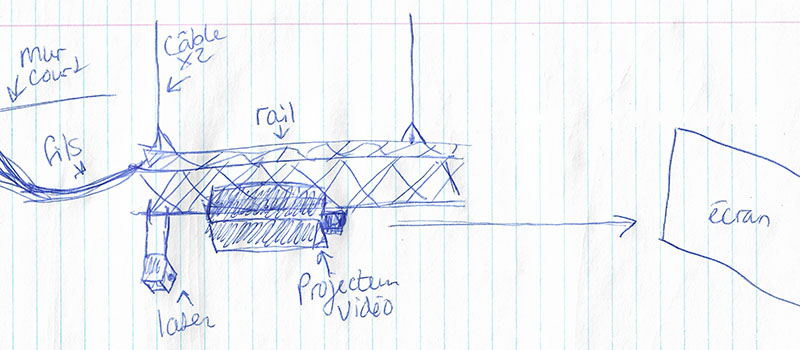 Mur
court
Câble
x2
fils
rail
écran
laser
Projecteur
vidéo